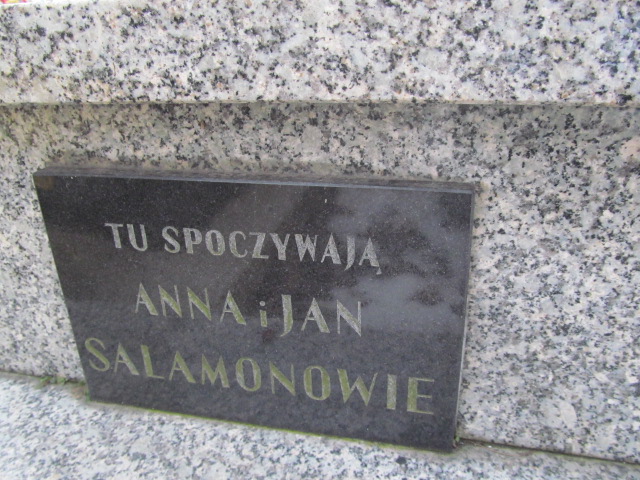 TU SPOCZYWAJĄ
ANNA i JAN
SALAMONOWIE